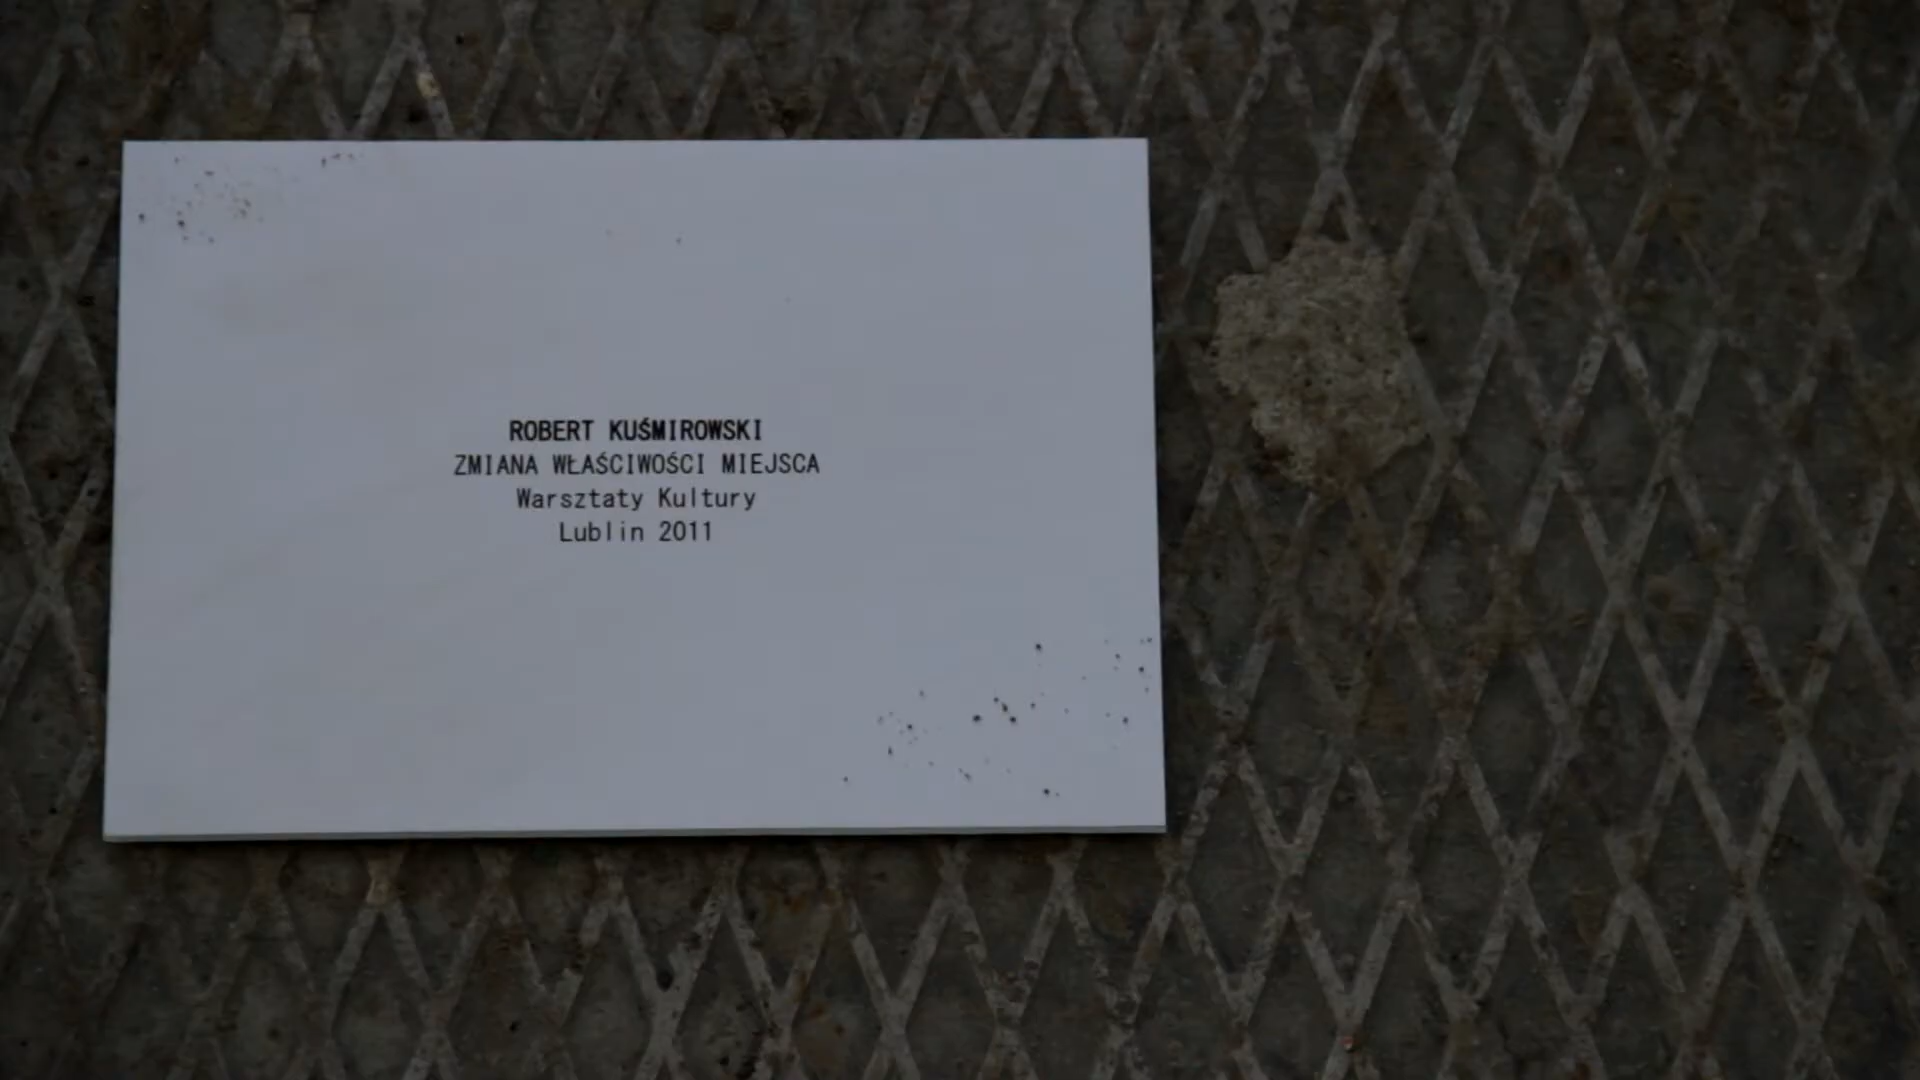 ROBERT KUŚMIROWSKI
ZMIANA WŁAŚCIWOŚCI MIEJSCA
Warsztaty Kultury
Lublin 2011